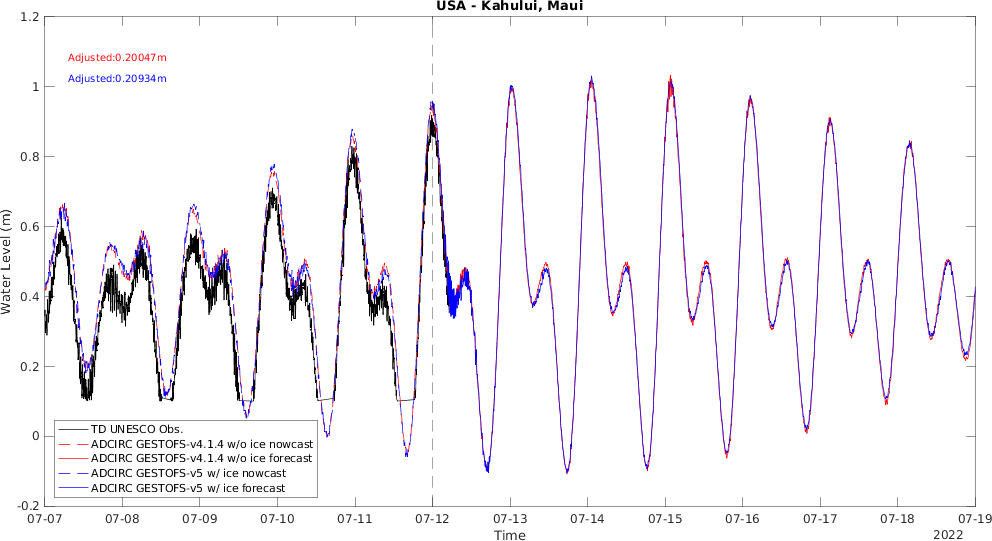 USA - Kahului, Maui
1.2
1
0.8
0.6
0.4
0.2
0
-0.2
Water Level (m)
Adjusted:0.20047m
Adjusted:0.20934m
TD UNESCO Obs.
ADCIRC GESTOFS-v4.1.4 w/o ice nowcast
ADCIRC GESTOFS-v4.1.4 w/o ice forecast
ADCIRC GESTOFS-v5 w/ ice nowcast
ADCIRC GESTOFS-v5 w/ ice forecast
07-07 07-08 07-09 07-10 07-11 07-12 07-13 07-14 07-15 07-16 07-17 07-18 07-19
Time
2022